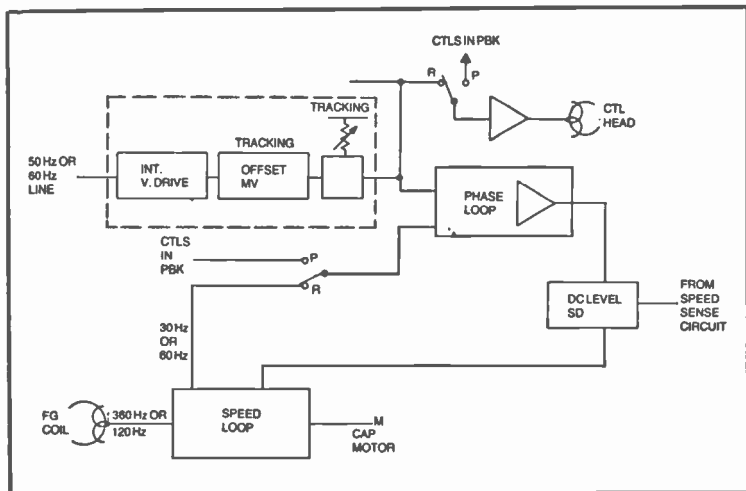 CTLS IN PBK
R
P
TRACKING
CTL
HEAD
TRACKING
50 Hz OR
60 Hz
LINE
INT.
V. DRIVE
OFFSET
MV
PHASE
LOOP
CTLS
IN
PBK
P
R
DC LEVEL
SD
FROM
SPEED
SENSE
CIRCUIT
30 Hz
OR
60 Hz
FG
COIL
360 Hz OR
120 Hz
SPEED
LOOP
M
CAP
MOTOR